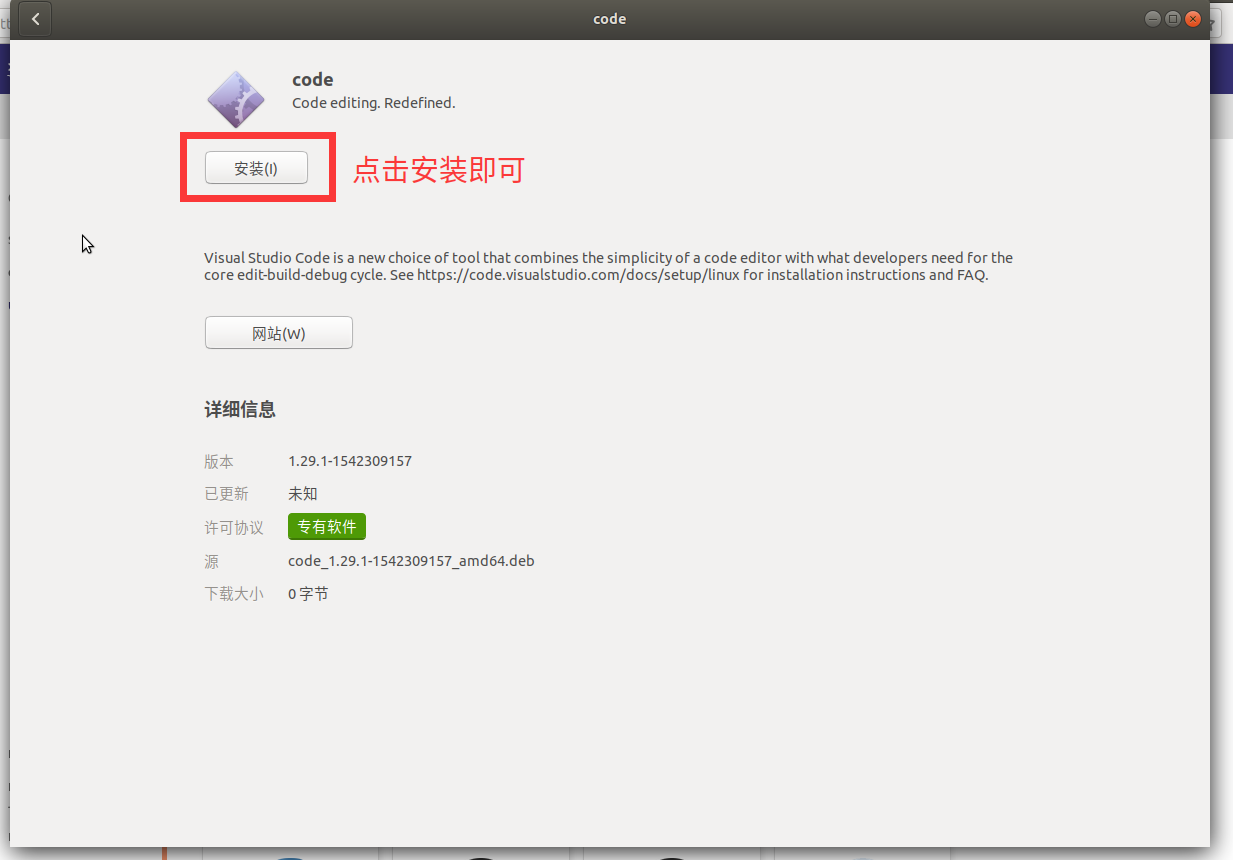 code
code
Code editing. Redefined.
安装(I)
点击安装即可
Visual Studio Code is a new choice of tool that combines the simplicity of a code editor with what developers need for the
core edit-build-debug cycle. See https://code.visualstudio.com/docs/setup/linux for installation instructions and FAQ.
网站(W)
详细信息
版本 1.29.1-1542309157
已更新 未知
许可协议 专有软件
源 code_1.29.1-1542309157_amd64.deb
下载大小 0 字节